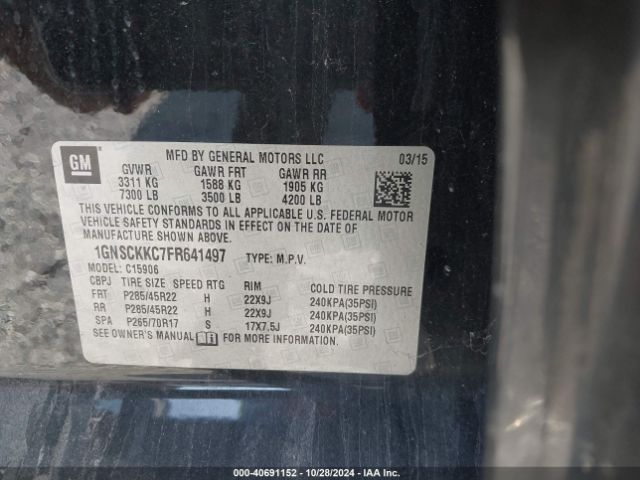 GM
MFD BY GENERAL MOTORS LLC 03/15
GVWR GAWR FRT GAWR RR
3311 KG 1588 KG 1905 KG
7300 LB 3500 LB 4200 LB
THIS VEHICLE CONFORMS TO ALL APPLICABLE U.S. FEDERAL MOTOR
VEHICLE SAFETY STANDARDS IN EFFECT ON THE DATE OF
MANUFACTURE SHOWN ABOVE.
1GNSCKKC7FR641497 TYPE: M.P.V.
MODEL: C15906
CBPJ TIRE SIZE SPEED RTG RIM COLD TIRE PRESSURE
FRT P285/45R22 H 22X9J 240KPA(35PSI)
RR P285/45R22 H 22X9J 240KPA(35PSI)
SPA P265/70R17 S 17X7.5J 240KPA(35PSI)
SEE OWNER'S MANUAL FOR MORE INFORMATION.
000-40691152 | 10/28/2024 | IAA Inc.